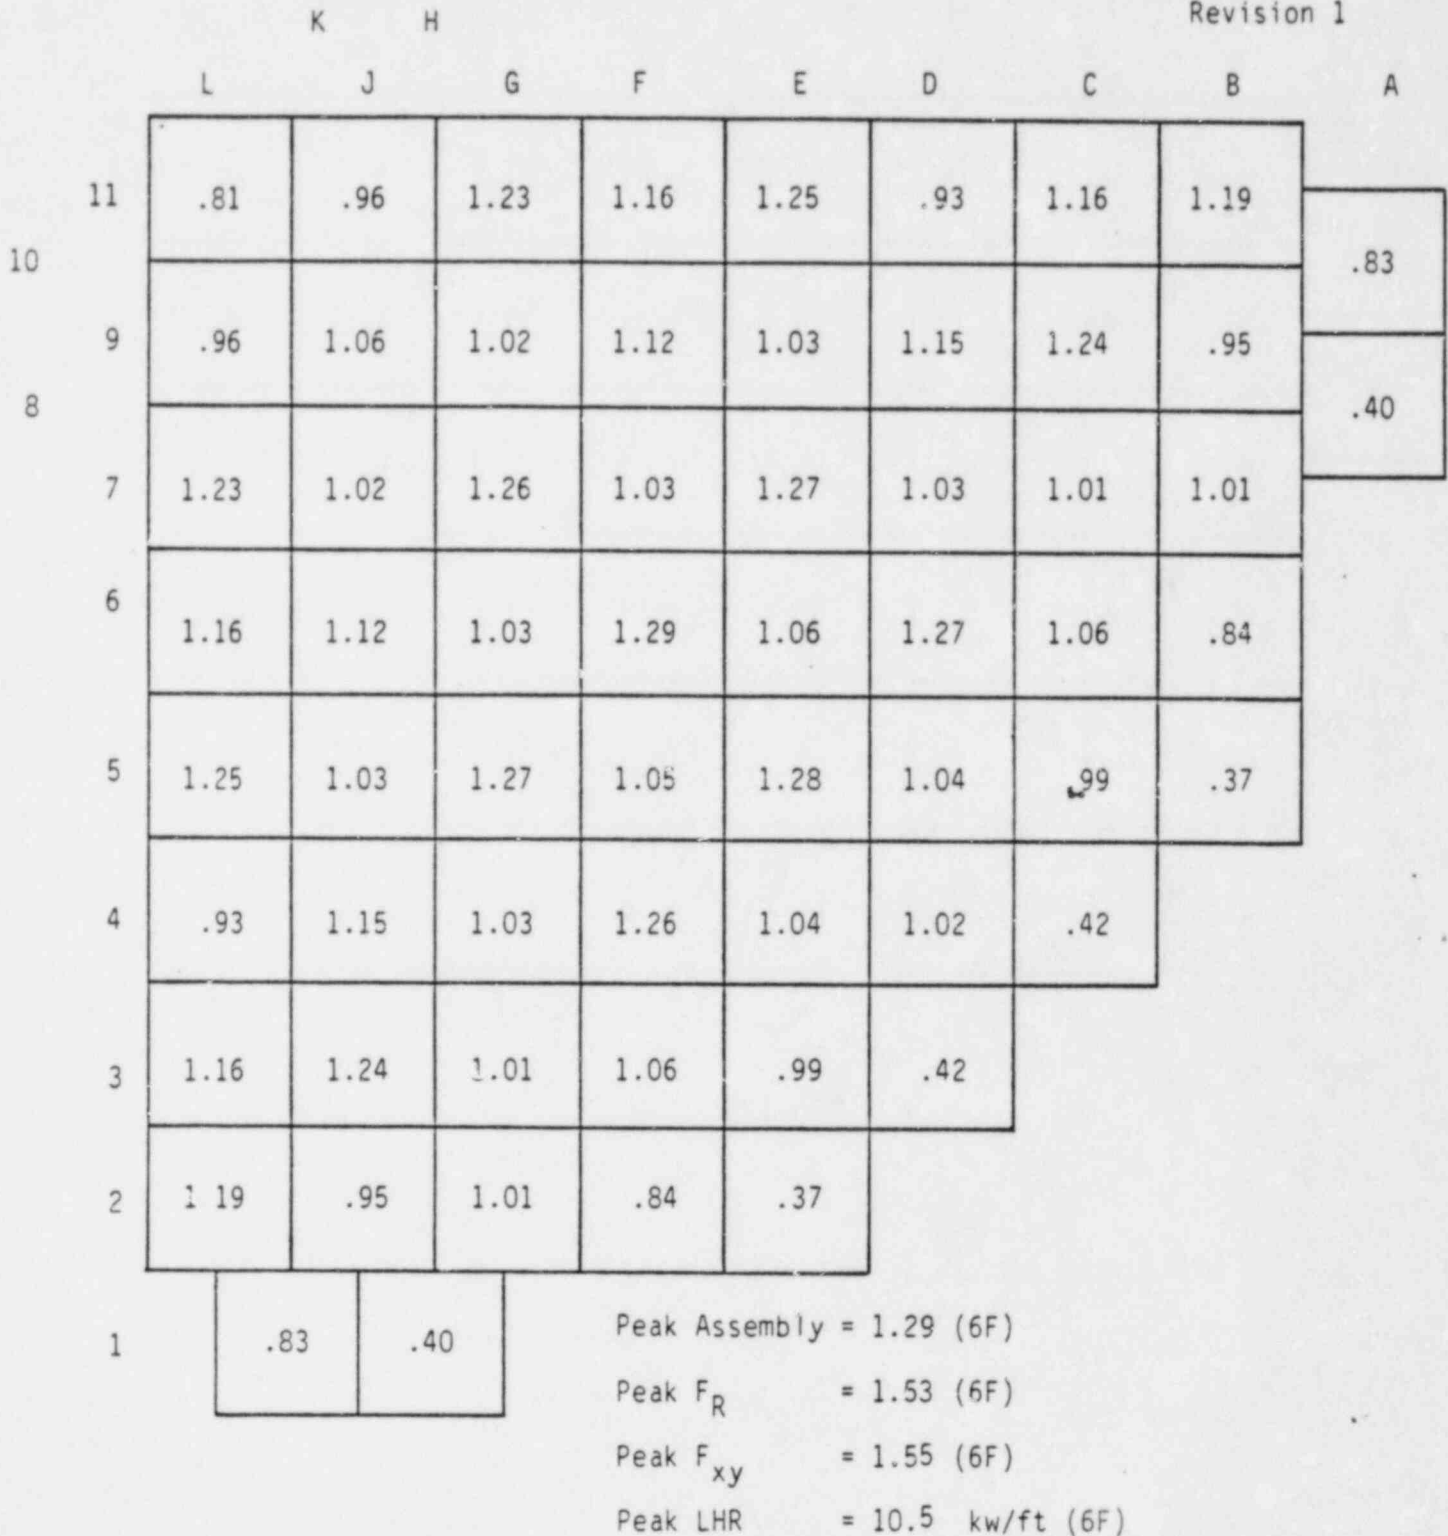 Revision 1
K H
L J G F E D C B A
11 .81 .96 1.23 1.16 1.25 .93 1.16 1.19
10 .83
9 .96 1.06 1.02 1.12 1.03 1.15 1.24 .95
8 .40
7 1.23 1.02 1.26 1.03 1.27 1.03 1.01 1.01
6 1.16 1.12 1.03 1.29 1.06 1.27 1.06 .84
5 1.25 1.03 1.27 1.05 1.28 1.04 .99 .37
4 .93 1.15 1.03 1.26 1.04 1.02 .42
3 1.16 1.24 1.01 1.06 .99 .42
2 1 19 .95 1.01 .84 .37
1 .83 .40
Peak Assembly = 1.29 (6F)
Peak FR = 1.53 (6F)
Peak Fxy = 1.55 (6F)
Peak LHR = 10.5 kw/ft (6F)